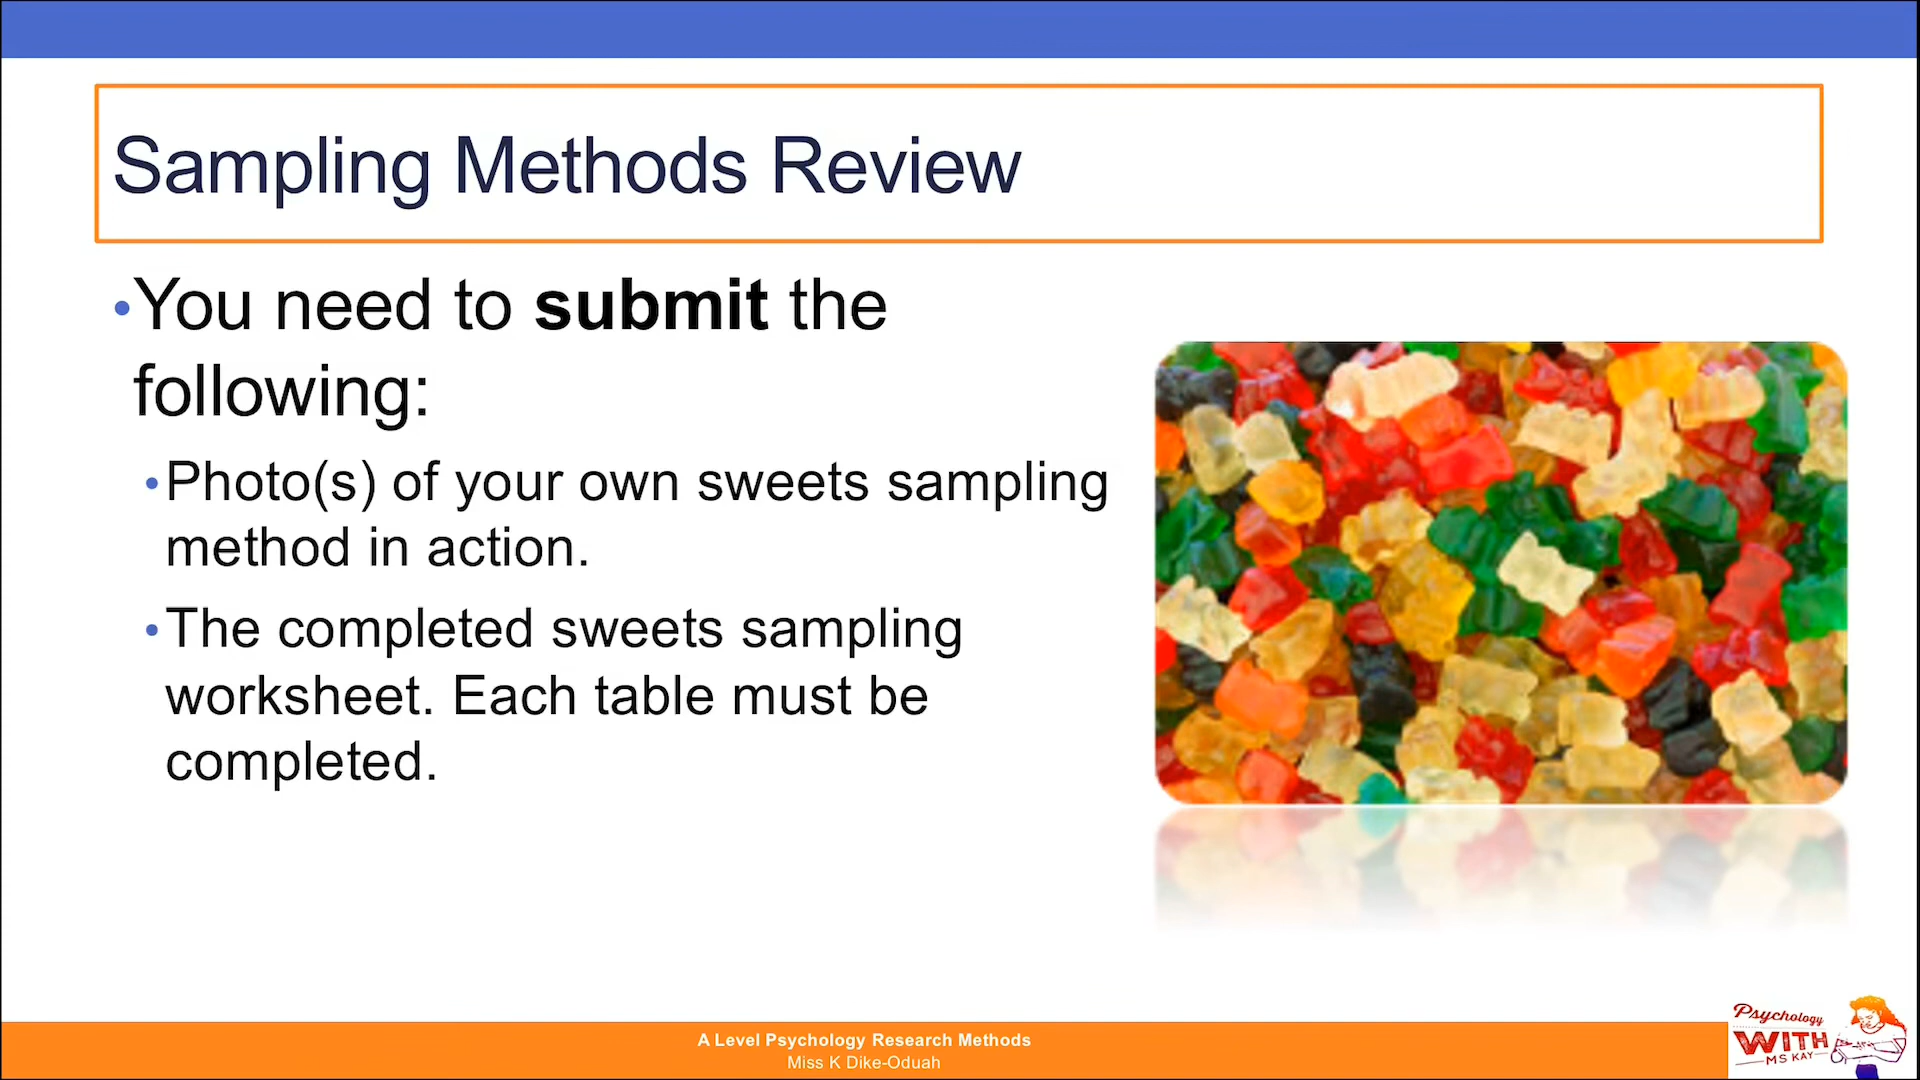 Sampling Methods Review
•You need to submit the
following:
•Photo(s) of your own sweets sampling
method in action.
•The completed sweets sampling
worksheet. Each table must be
completed.
A Level Psychology Research Methods
Miss K Dike-Oduah
Psychology
WITH
MS KAY